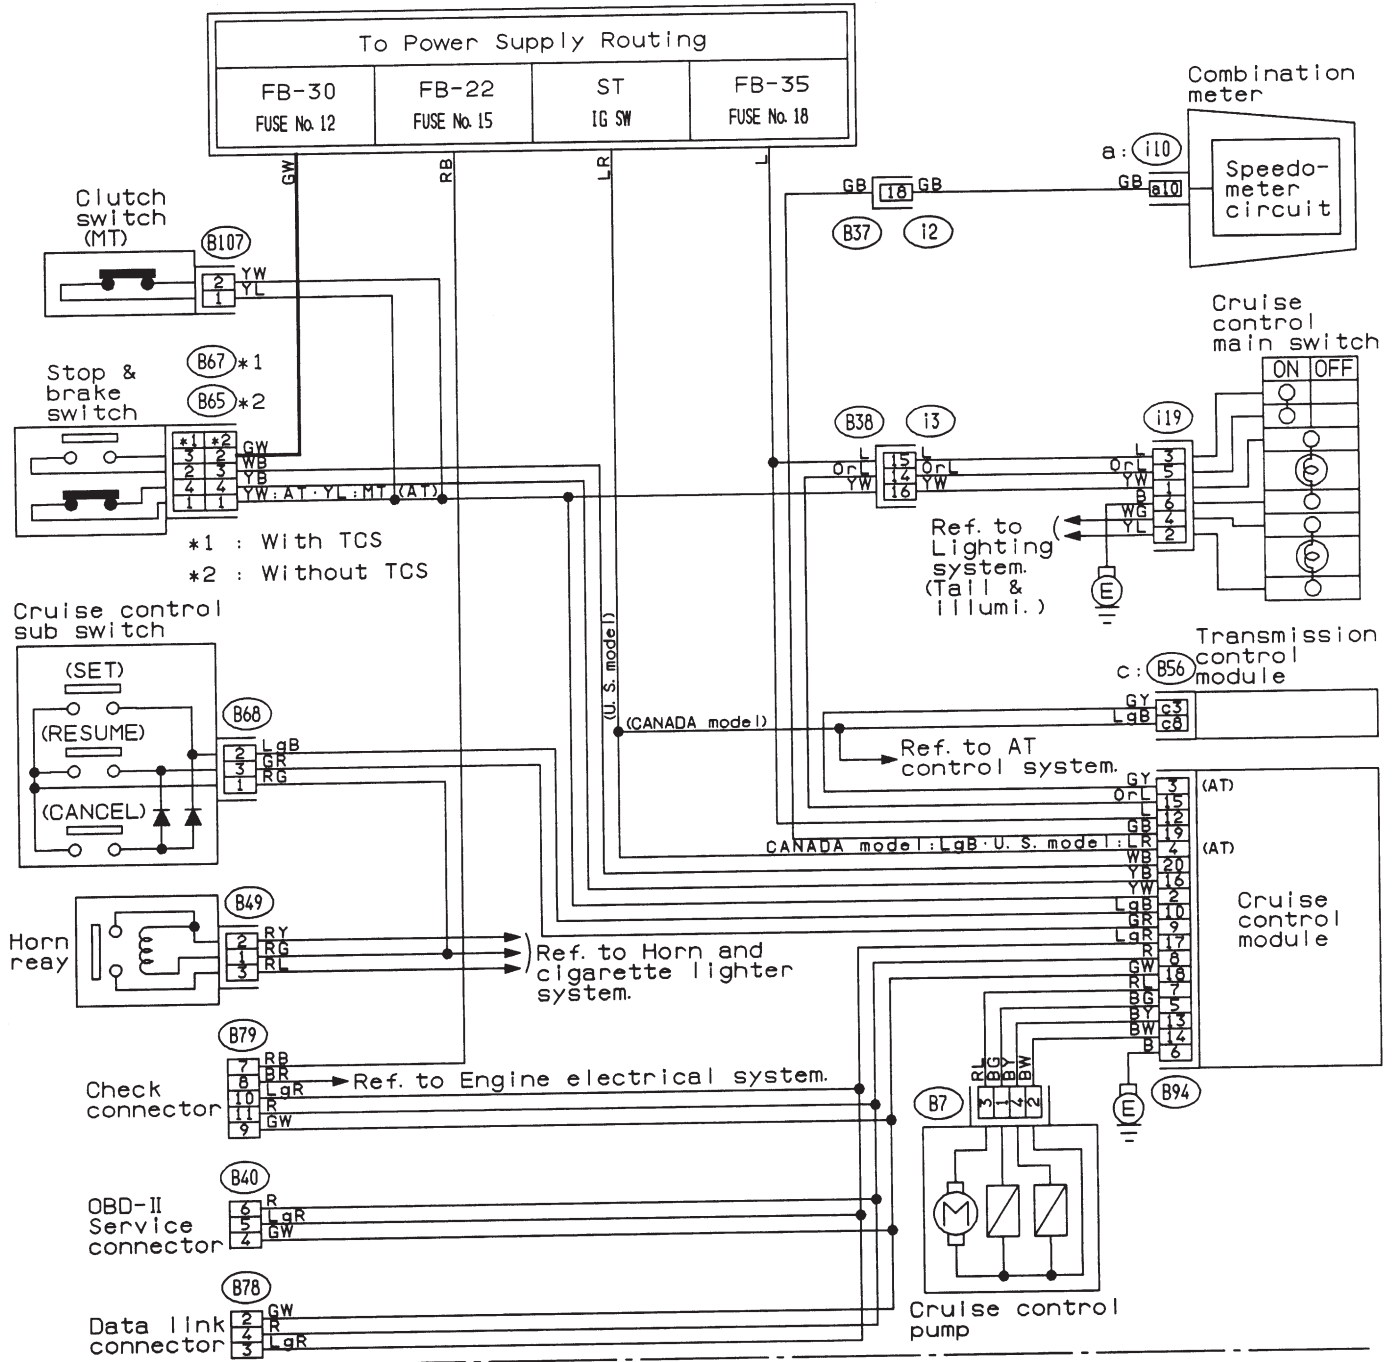 To Power Supply Routing
FB-30 FB-22 ST FB-35
FUSE No. 12 FUSE No. 15 IG SW FUSE No. 18
GW RB LR L
Combination
meter
a: i10
Speedo-
meter
circuit
GB 18 GB GB a10
B37 i2
Clutch
switch
(MT)
B107
2 YW
1 YL
B67 *1
B65 *2
Stop &
brake
switch
*1 *2
3 2 GW
2 3 WB
4 4 YB
1 1 YW:AT·YL:MT (AT)
*1 : With TCS
*2 : Without TCS
Cruise
control
main switch
ON OFF
B38 i3 i19
L 15 L L 3
OrL 14 OrL OrL 5
YW 16 YW YW 1
B 6
WG 4
YL 2
Ref. to
Lighting
system.
(Tail &
illumi.)
E
Cruise control
sub switch
(SET)
(RESUME)
(CANCEL)
B68
2 LgB
3 GR
1 RG
(U. S. model)
(CANADA model)
Transmission
control
module
c: B56
GY c3
LgB c8
Ref. to AT
control system.
GY 3 (AT)
OrL 15
L 12
GB 19
CANADA model:LgB·U. S. model:LR 4 (AT)
WB 20
YB 16
YW 2
LgB 10
GR 9
LgR 17
R 8
GW 18
RL 7
BG 5
BY 13
BW 14
B 6
Cruise
control
module
B94
E
Horn
reay
B49
2 RY
1 RG
3 RL
Ref. to Horn and
cigarette lighter
system.
B79
Check
connector
7 RB
8 BR
10 LgR
11 R
9 GW
Ref. to Engine electrical system.
B40
OBD-II
Service
connector
6 R
5 LgR
4 GW
B78
Data link
connector
2 GW
4 R
3 LgR
RL BG BY BW
B7
3 1 4 2
M
Cruise control
pump